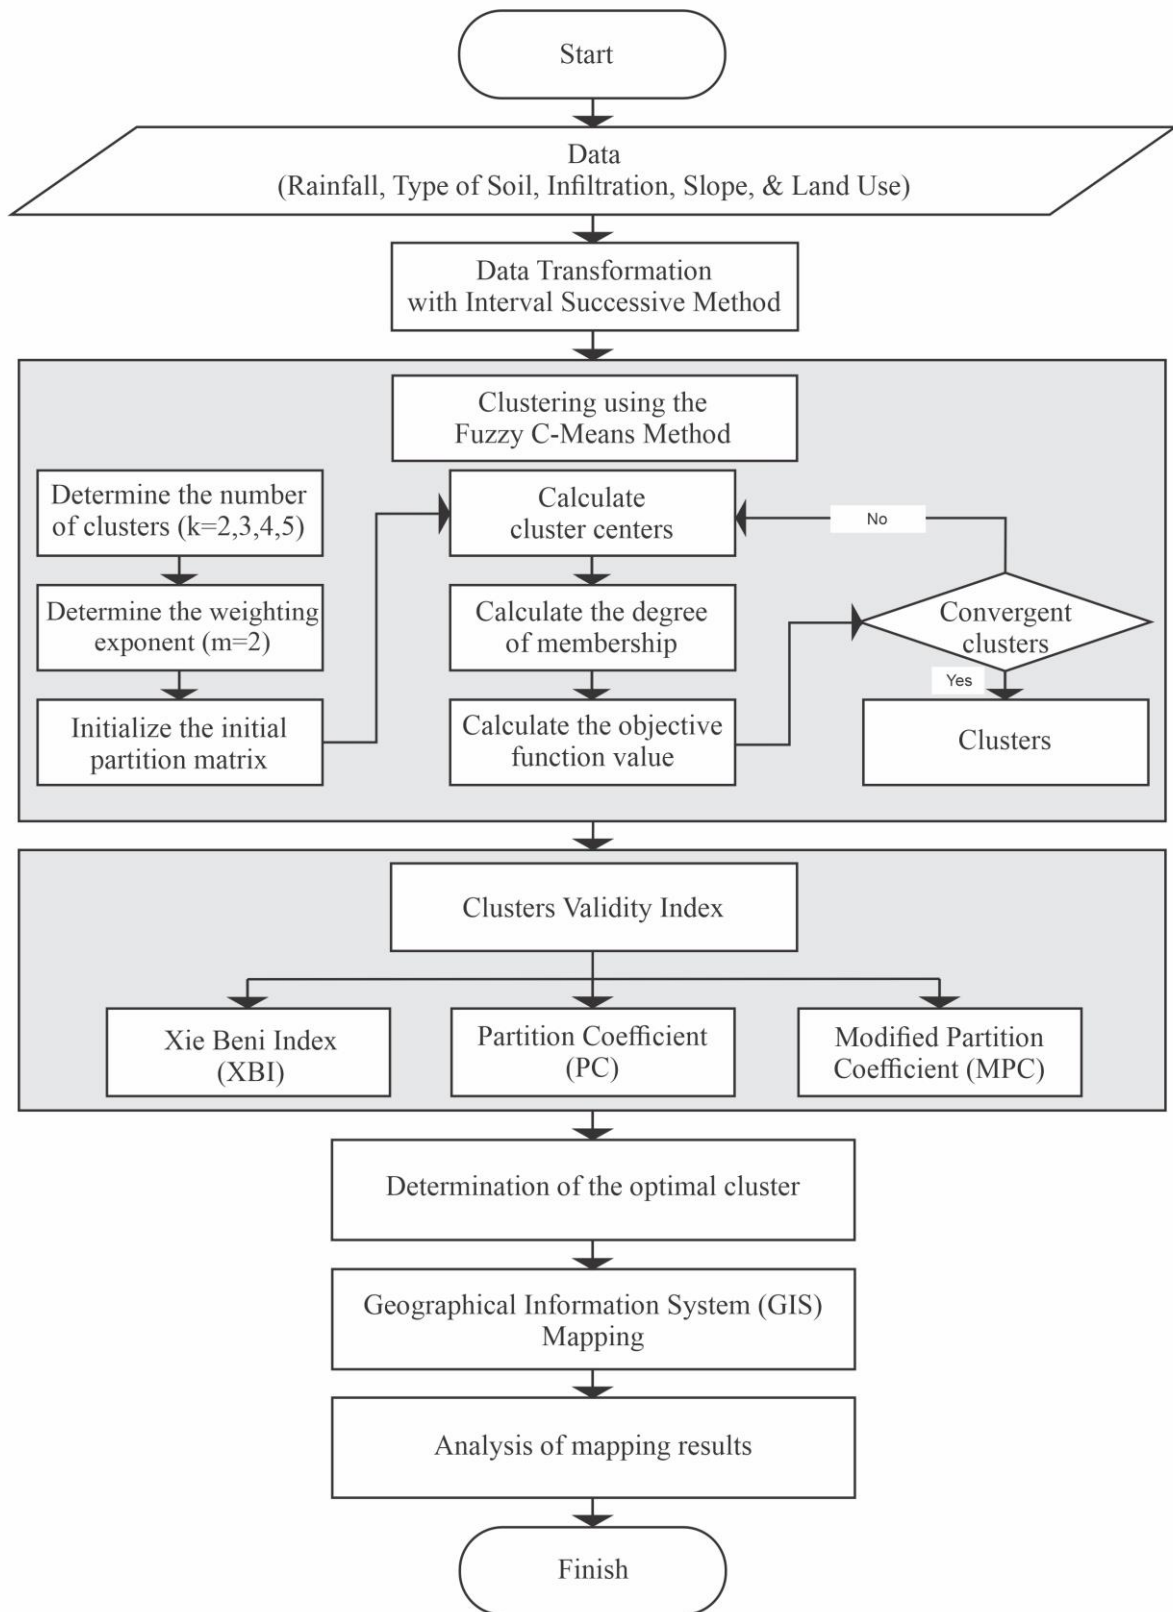 Start
Data
(Rainfall, Type of Soil, Infiltration, Slope, & Land Use)
Data Transformation
with Interval Successive Method
Clustering using the
Fuzzy C-Means Method
Determine the number
of clusters (k=2,3,4,5)
Determine the weighting
exponent (m=2)
Initialize the initial
partition matrix
Calculate
cluster centers
Calculate the degree
of membership
Calculate the objective
function value
No
Convergent
clusters
Yes
Clusters
Clusters Validity Index
Xie Beni Index
(XBI)
Partition Coefficient
(PC)
Modified Partition
Coefficient (MPC)
Determination of the optimal cluster
Geographical Information System (GIS)
Mapping
Analysis of mapping results
Finish